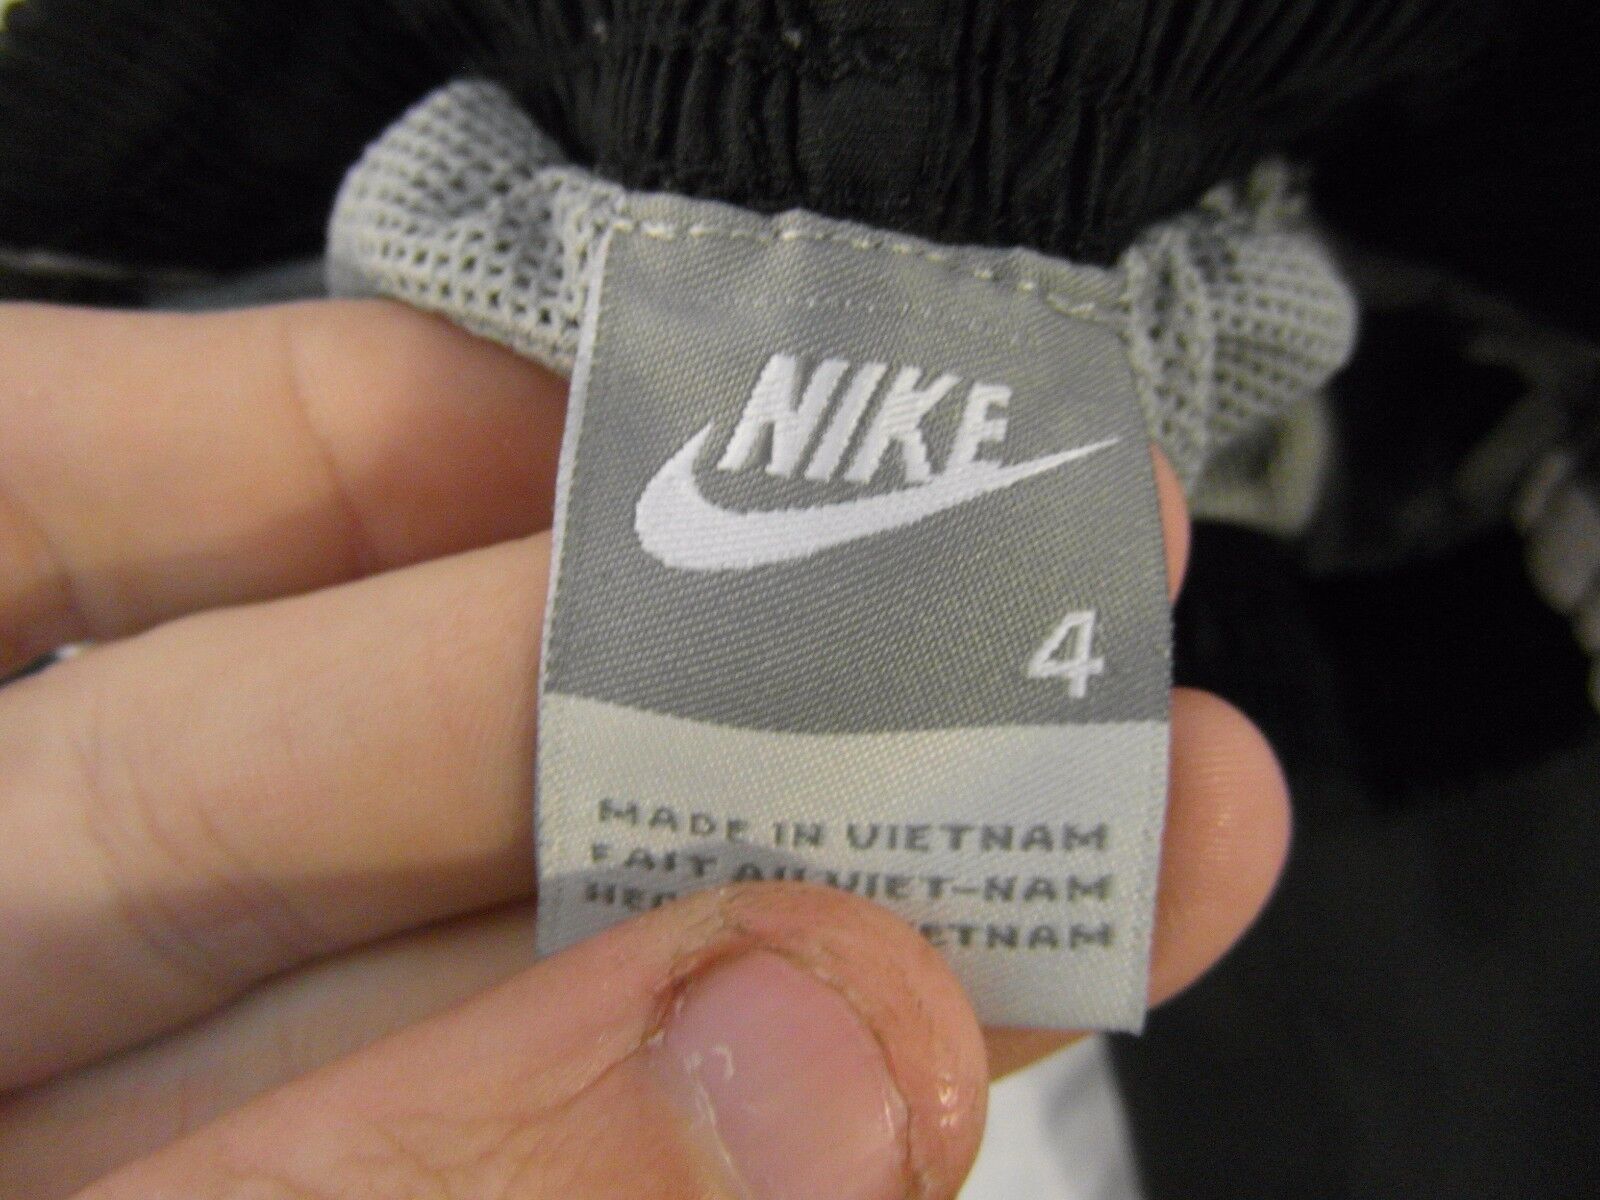 NIKE
4
MADE IN VIETNAM
FAIT AU VIET-NAM
VIETNAM